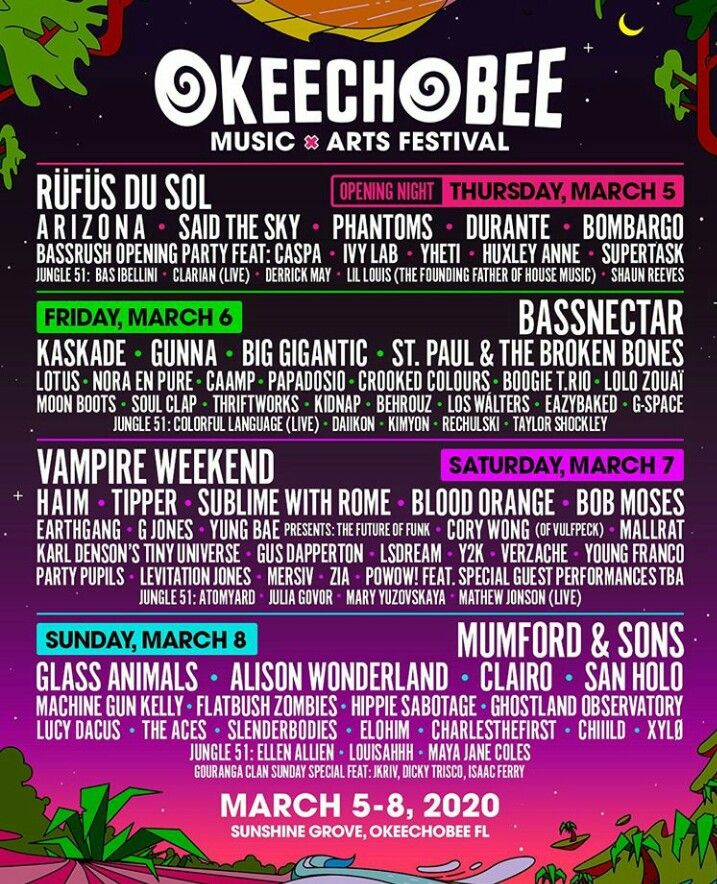 OKEECHOBEE
MUSIC × ARTS FESTIVAL
RÜFÜS DU SOL
OPENING NIGHT THURSDAY, MARCH 5
ARIZONA • SAID THE SKY • PHANTOMS • DURANTE • BOMBARGO
BASSRUSH OPENING PARTY FEAT: CASPA • IVY LAB • YHETI • HUXLEY ANNE • SUPERTASK
JUNGLE 51: BAS IBELLINI • CLARIAN (LIVE) • DERRICK MAY • LIL LOUIS (THE FOUNDING FATHER OF HOUSE MUSIC) • SHAUN REEVES
FRIDAY, MARCH 6
BASSNECTAR
KASKADE • GUNNA • BIG GIGANTIC • ST. PAUL & THE BROKEN BONES
LOTUS • NORA EN PURE • CAAMP • PAPADOSIO • CROOKED COLOURS • BOOGIE T.RIO • LOLO ZOUAÏ
MOON BOOTS • SOUL CLAP • THRIFTWORKS • KIDNAP • BEHROUZ • LOS WÁLTERS • EAZYBAKED • G-SPACE
JUNGLE 51: COLORFUL LANGUAGE (LIVE) • DAIIKON • KIMYON • RECHULSKI • TAYLOR SHOCKLEY
VAMPIRE WEEKEND
SATURDAY, MARCH 7
HAIM • TIPPER • SUBLIME WITH ROME • BLOOD ORANGE • BOB MOSES
EARTHGANG • G JONES • YUNG BAE PRESENTS: THE FUTURE OF FUNK • CORY WONG (OF VULFPECK) • MALLRAT
KARL DENSON'S TINY UNIVERSE • GUS DAPPERTON • LSDREAM • Y2K • VERZACHE • YOUNG FRANCO
PARTY PUPILS • LEVITATION JONES • MERSIV • ZIA • POWOW! FEAT. SPECIAL GUEST PERFORMANCES TBA
JUNGLE 51: ATOMYARD • JULIA GOVOR • MARY YUZOVSKAYA • MATHEW JONSON (LIVE)
SUNDAY, MARCH 8
MUMFORD & SONS
GLASS ANIMALS • ALISON WONDERLAND • CLAIRO • SAN HOLO
MACHINE GUN KELLY • FLATBUSH ZOMBIES • HIPPIE SABOTAGE • GHOSTLAND OBSERVATORY
LUCY DACUS • THE ACES • SLENDERBODIES • ELOHIM • CHARLESTHEFIRST • CHIIILD • XYLØ
JUNGLE 51: ELLEN ALLIEN • LOUISAHHH • MAYA JANE COLES
GOURANGA CLAN SUNDAY SPECIAL FEAT: JKRIV, DICKY TRISCO, ISAAC FERRY
MARCH 5-8, 2020
SUNSHINE GROVE, OKEECHOBEE FL